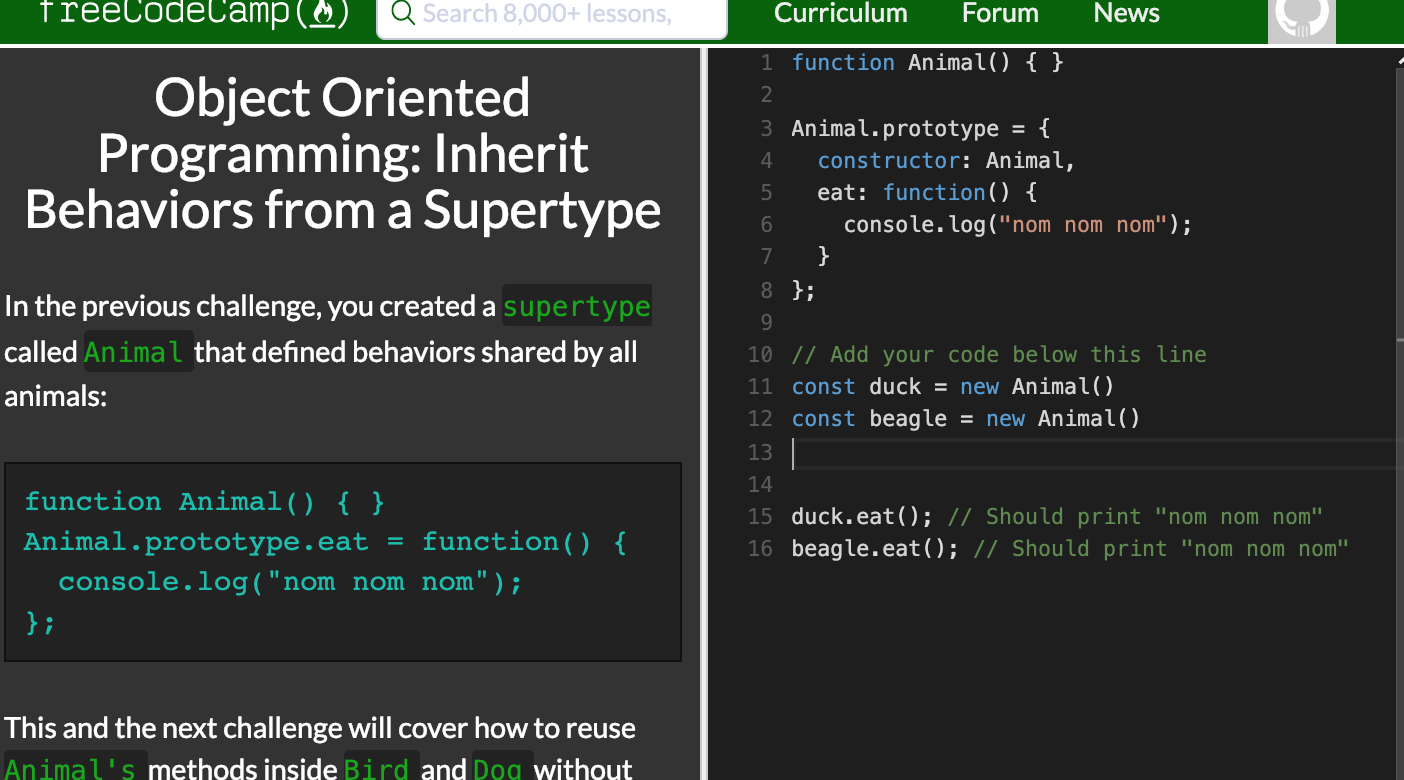 freeCodeCamp(🔥)
Search 8,000+ lessons,
Curriculum
Forum
News
Object Oriented
Programming: Inherit
Behaviors from a Supertype
In the previous challenge, you created a supertype
called Animal that defined behaviors shared by all
animals:
function Animal() { }
Animal.prototype.eat = function() {
  console.log("nom nom nom");
};
This and the next challenge will cover how to reuse
Animal's methods inside Bird and Dog without
1 function Animal() { }
2
3 Animal.prototype = {
4   constructor: Animal,
5   eat: function() {
6     console.log("nom nom nom");
7   }
8 };
9
10 // Add your code below this line
11 const duck = new Animal()
12 const beagle = new Animal()
13
14
15 duck.eat(); // Should print "nom nom nom"
16 beagle.eat(); // Should print "nom nom nom"